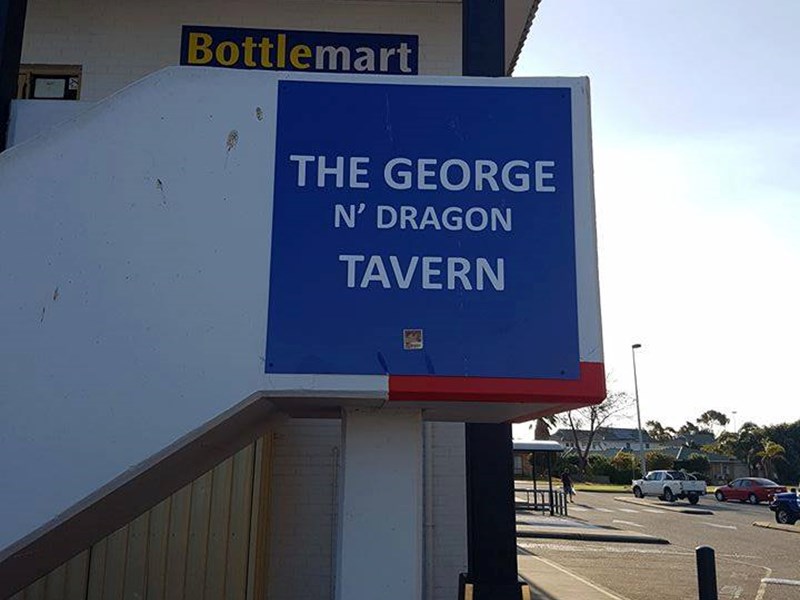 Bottlemart
THE GEORGE
N' DRAGON
TAVERN